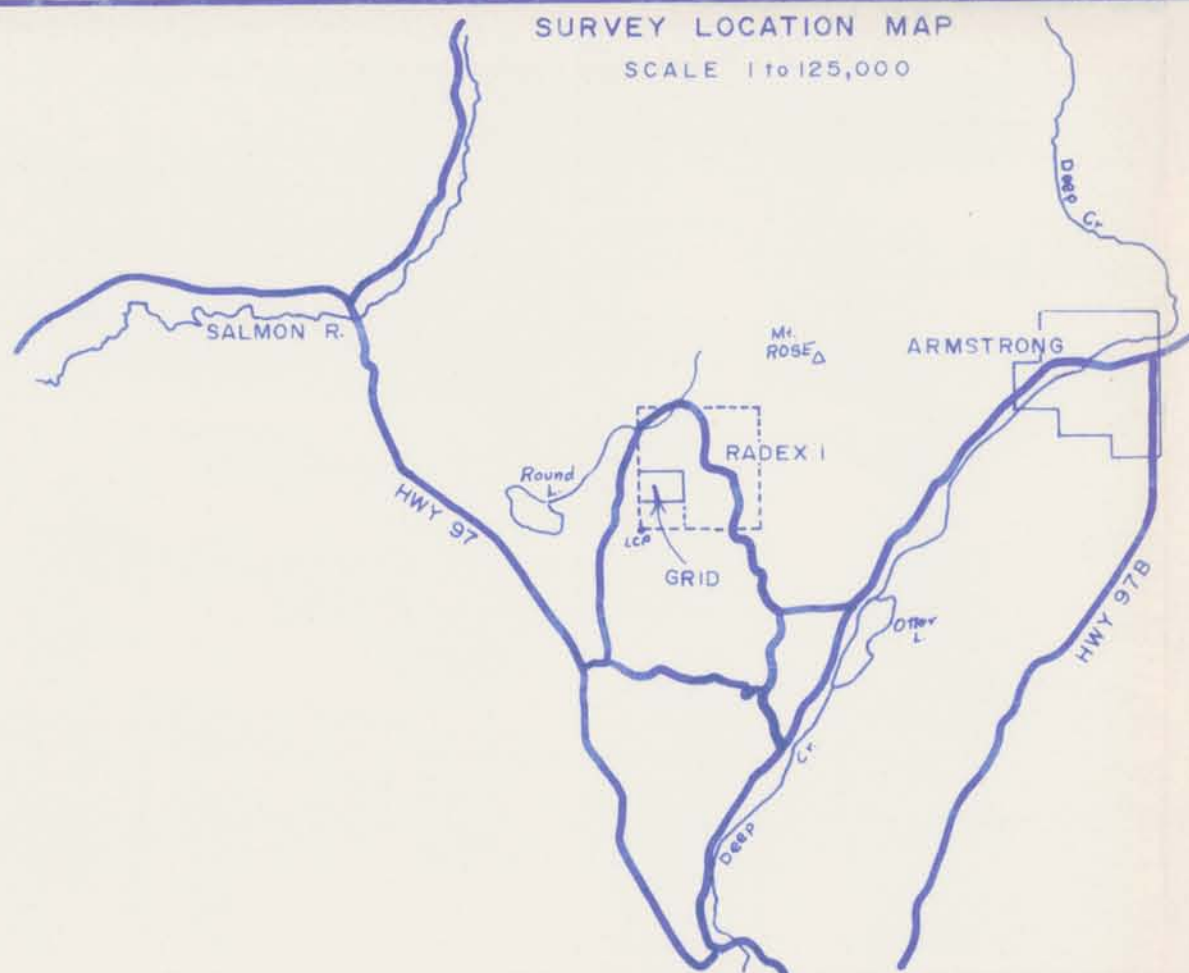 SURVEY LOCATION MAP
SCALE 1 to 125,000
Deep Cr.
SALMON R.
Mt.
ROSE
ARMSTRONG
RADEX 1
Round
L.
HWY 97
LCP
GRID
Otter
L.
HWY 97B
Deep Cr.